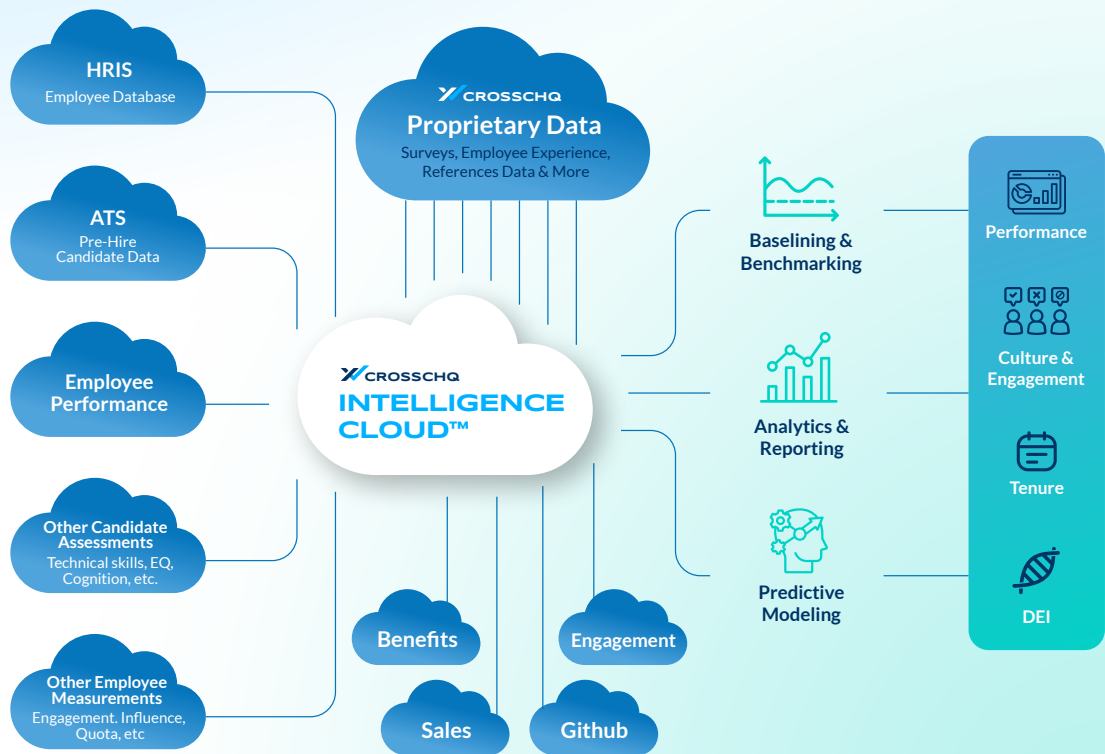 HRIS
Employee Database
ATS
Pre-Hire
Candidate Data
Employee
Performance
Other Candidate
Assessments
Technical skills, EQ,
Cognition, etc.
Other Employee
Measurements
Engagement. Influence,
Quota, etc
CROSSCHQ
Proprietary Data
Surveys, Employee Experience,
References Data & More
CROSSCHQ
INTELLIGENCE
CLOUD™
Benefits
Engagement
Sales
Github
Baselining &
Benchmarking
Analytics &
Reporting
Predictive
Modeling
Performance
Culture &
Engagement
Tenure
DEI